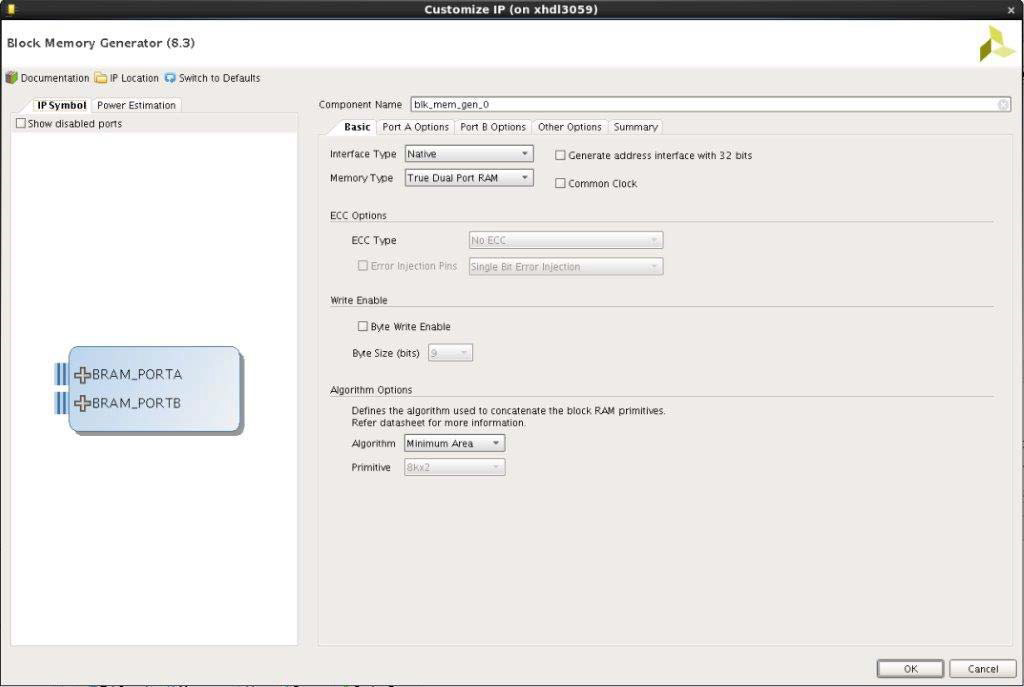 Customize IP (on xhdl3059)
Block Memory Generator (8.3)
Documentation IP Location Switch to Defaults
IP Symbol Power Estimation
Show disabled ports
BRAM_PORTA
BRAM_PORTB
Component Name blk_mem_gen_0
Basic Port A Options Port B Options Other Options Summary
Interface Type Native Generate address interface with 32 bits
Memory Type True Dual Port RAM Common Clock
ECC Options
ECC Type No ECC
Error Injection Pins Single Bit Error Injection
Write Enable
Byte Write Enable
Byte Size (bits) 9
Algorithm Options
Defines the algorithm used to concatenate the block RAM primitives.
Refer datasheet for more information.
Algorithm Minimum Area
Primitive 8kx2
OK Cancel